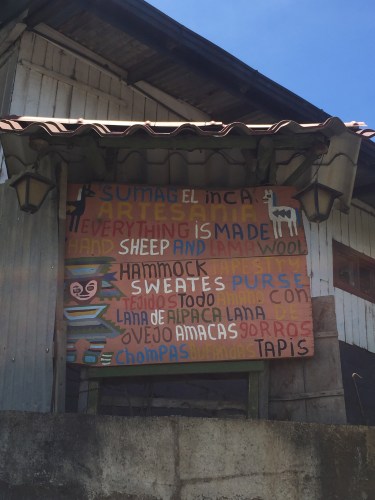 SUMAG EL INCA
ARTESANIA
EVERYTHING IS MADE
HAND SHEEP AND LAMA WOOL
HAMMOCK
SWEATES PURSE
TEJIDOS TODO CON
LANA DE ALPACA LANA
OVEJO AMACAS GORROS
CHOMPAS TAPIS